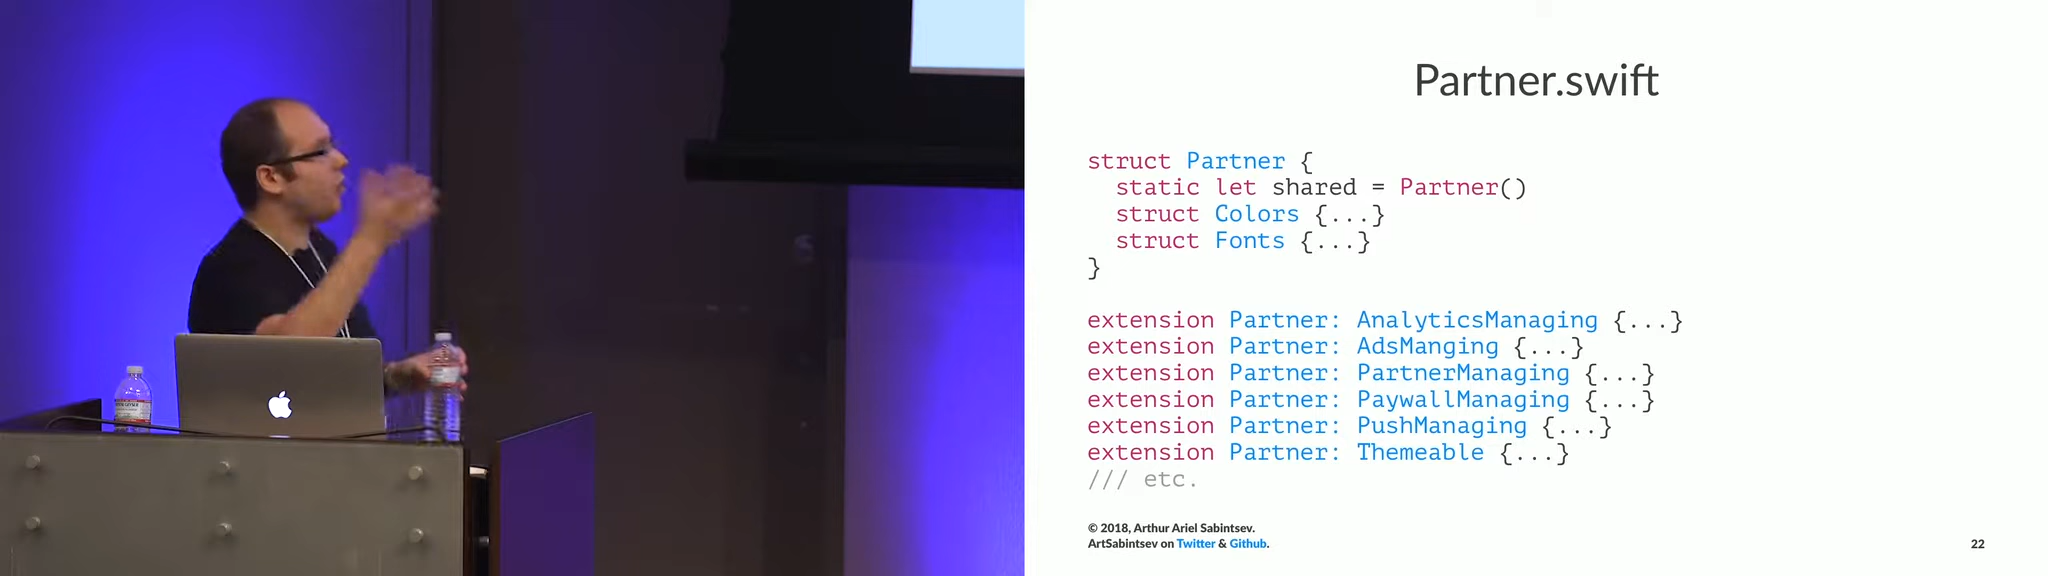 Partner.swift
struct Partner {
  static let shared = Partner()
  struct Colors {...}
  struct Fonts {...}
}
extension Partner: AnalyticsManaging {...}
extension Partner: AdsManging {...}
extension Partner: PartnerManaging {...}
extension Partner: PaywallManaging {...}
extension Partner: PushManaging {...}
extension Partner: Themeable {...}
/// etc.
© 2018, Arthur Ariel Sabintsev.
ArtSabintsev on Twitter & Github.
22